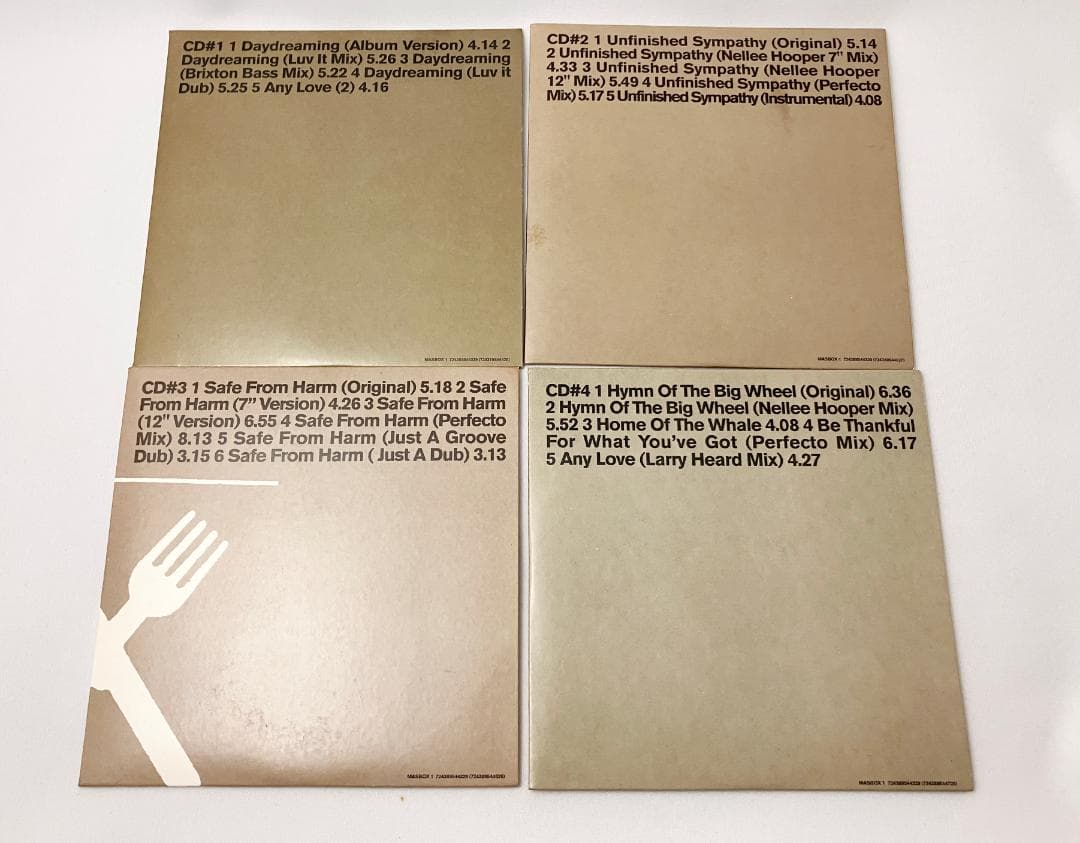 CD#1 1 Daydreaming (Album Version) 4.14 2
Daydreaming (Luv It Mix) 5.26 3 Daydreaming
(Brixton Bass Mix) 5.22 4 Daydreaming (Luv it
Dub) 5.25 5 Any Love (2) 4.16
MASBOX 1
CD#2 1 Unfinished Sympathy (Original) 5.14
2 Unfinished Sympathy (Nellee Hooper 7" Mix)
4.33 3 Unfinished Sympathy (Nellee Hooper
12" Mix) 5.49 4 Unfinished Sympathy (Perfecto
Mix) 5.17 5 Unfinished Sympathy (Instrumental) 4.08
MASBOX 1
CD#3 1 Safe From Harm (Original) 5.18 2 Safe
From Harm (7” Version) 4.26 3 Safe From Harm
(12" Version) 6.55 4 Safe From Harm (Perfecto
Mix) 8.13 5 Safe From Harm (Just A Groove
Dub) 3.15 6 Safe From Harm ( Just A Dub) 3.13
MASBOX 1
CD#4 1 Hymn Of The Big Wheel (Original) 6.36
2 Hymn Of The Big Wheel (Nellee Hooper Mix)
5.52 3 Home Of The Whale 4.08 4 Be Thankful
For What You’ve Got (Perfecto Mix) 6.17
5 Any Love (Larry Heard Mix) 4.27
MASBOX 1